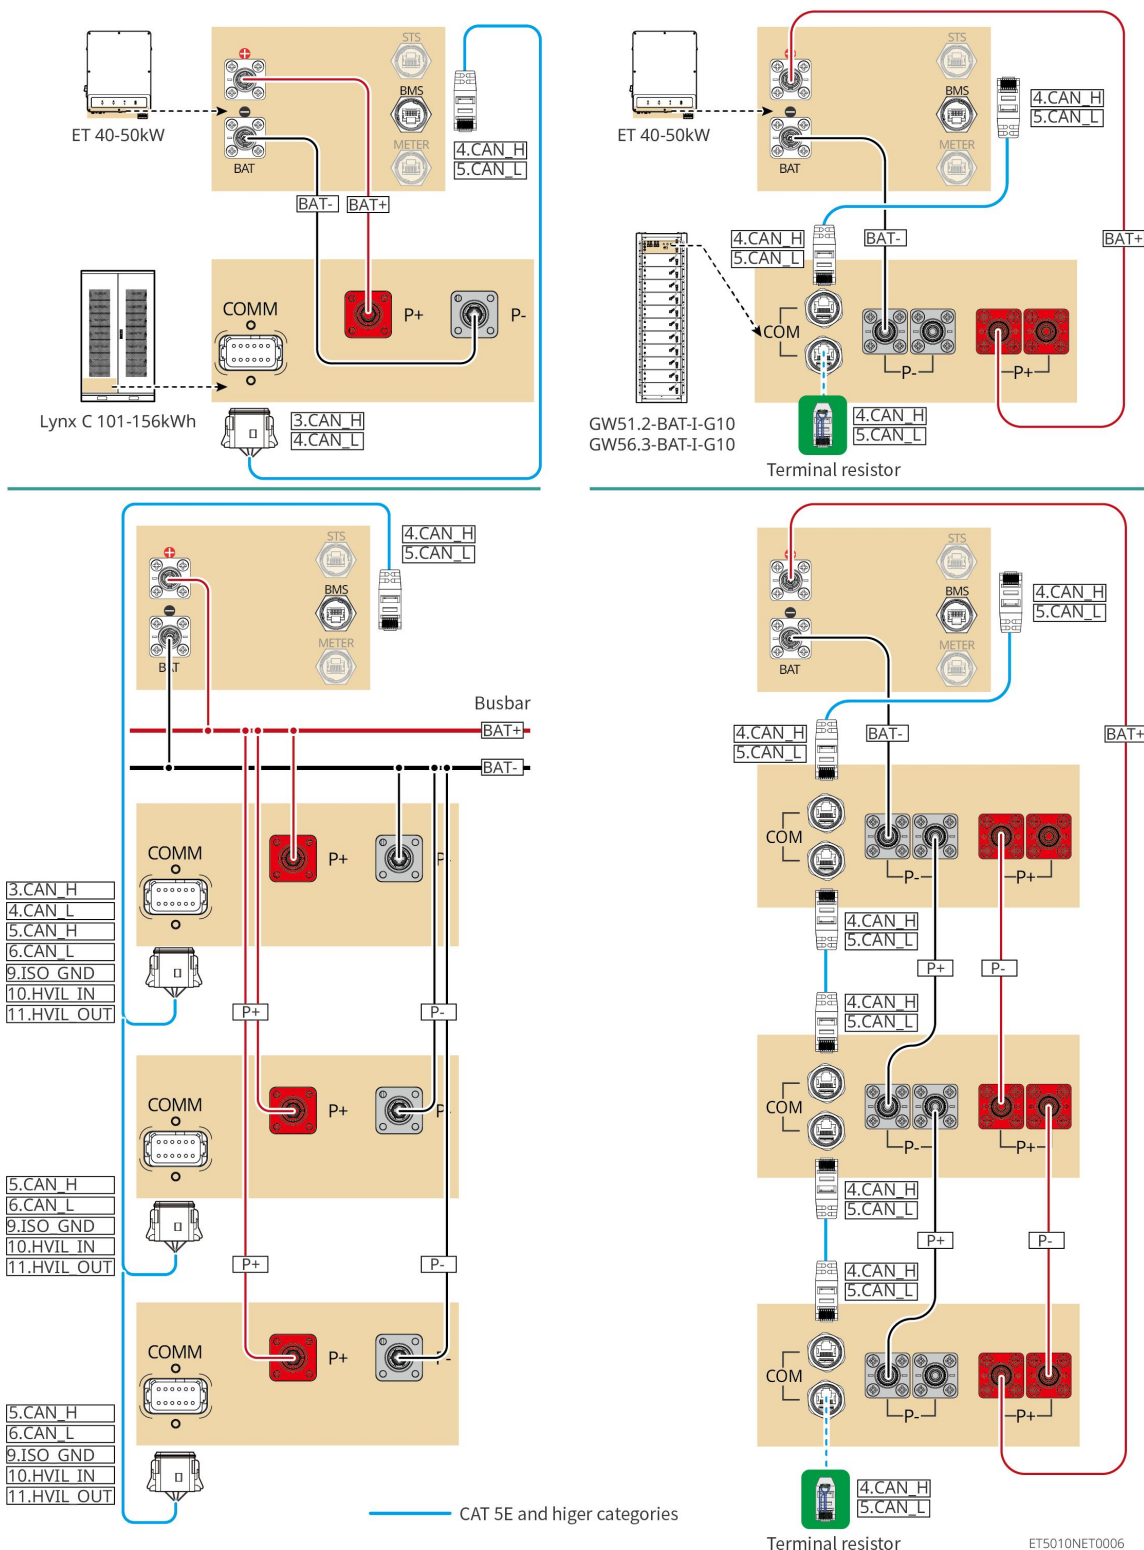 STS
BMS
METER
BAT
ET 40-50kW
4.CAN_H
5.CAN_L
BAT-
BAT+
COMM
P+
P-
Lynx C 101-156kWh
3.CAN_H
4.CAN_L
STS
BMS
METER
BAT
ET 40-50kW
4.CAN_H
5.CAN_L
4.CAN_H
5.CAN_L
BAT-
BAT+
COM
P-
P+
GW51.2-BAT-I-G10
GW56.3-BAT-I-G10
4.CAN_H
5.CAN_L
Terminal resistor
STS
BMS
METER
BAT
4.CAN_H
5.CAN_L
Busbar
BAT+
BAT-
COMM
P+
P-
3.CAN_H
4.CAN_L
5.CAN_H
6.CAN_L
9.ISO_GND
10.HVIL_IN
11.HVIL_OUT
P+
P-
COMM
P+
P-
5.CAN_H
6.CAN_L
9.ISO_GND
10.HVIL_IN
11.HVIL_OUT
P+
P-
COMM
P+
P-
5.CAN_H
6.CAN_L
9.ISO_GND
10.HVIL_IN
11.HVIL_OUT
CAT 5E and higer categories
STS
BMS
METER
BAT
4.CAN_H
5.CAN_L
4.CAN_H
5.CAN_L
BAT-
BAT+
COM
P-
P+
4.CAN_H
5.CAN_L
P+
P-
4.CAN_H
5.CAN_L
COM
P-
P+
4.CAN_H
5.CAN_L
P+
P-
4.CAN_H
5.CAN_L
COM
P-
P+
4.CAN_H
5.CAN_L
Terminal resistor
ET5010NET0006